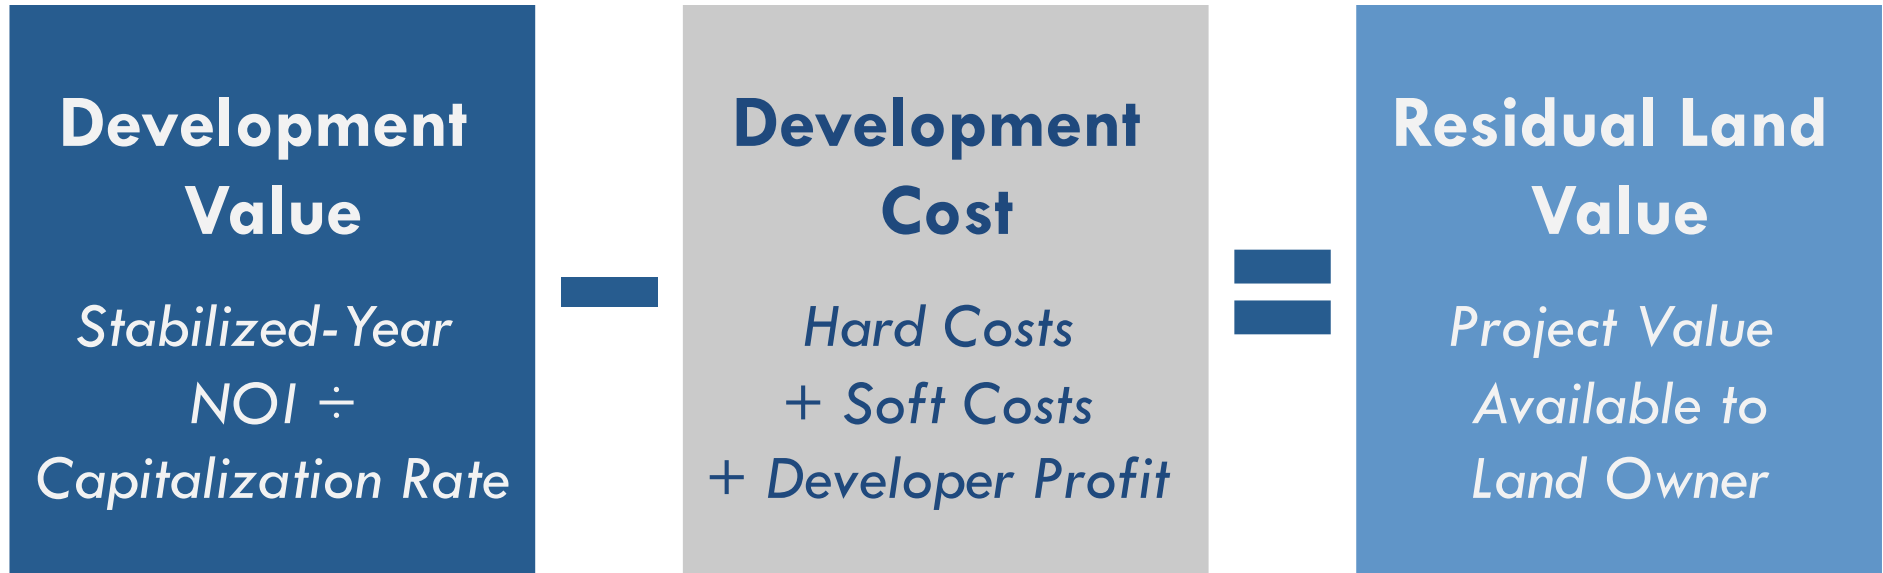 Development
Value
Stabilized-Year
NOI ÷
Capitalization Rate
Development
Cost
Hard Costs
+ Soft Costs
+ Developer Profit
Residual Land
Value
Project Value
Available to
Land Owner